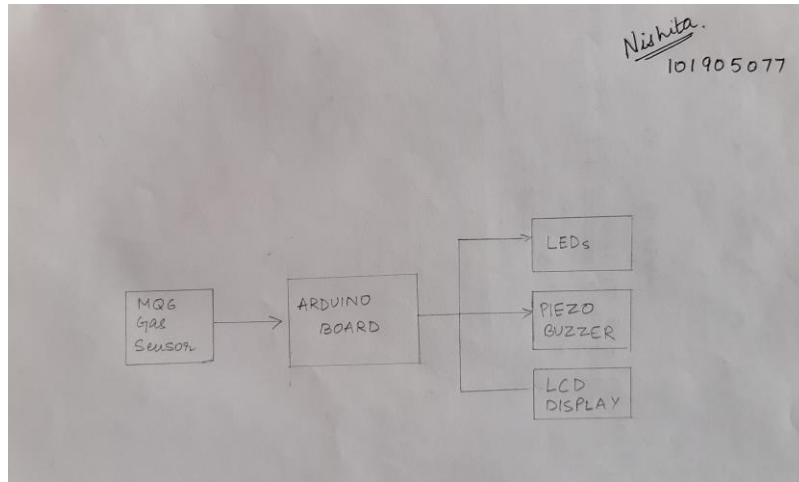 Nishita.
101905077
LEDs
MQ6
Gas
Sensor
ARDUINO
BOARD
PIEZO
BUZZER
LCD
DISPLAY